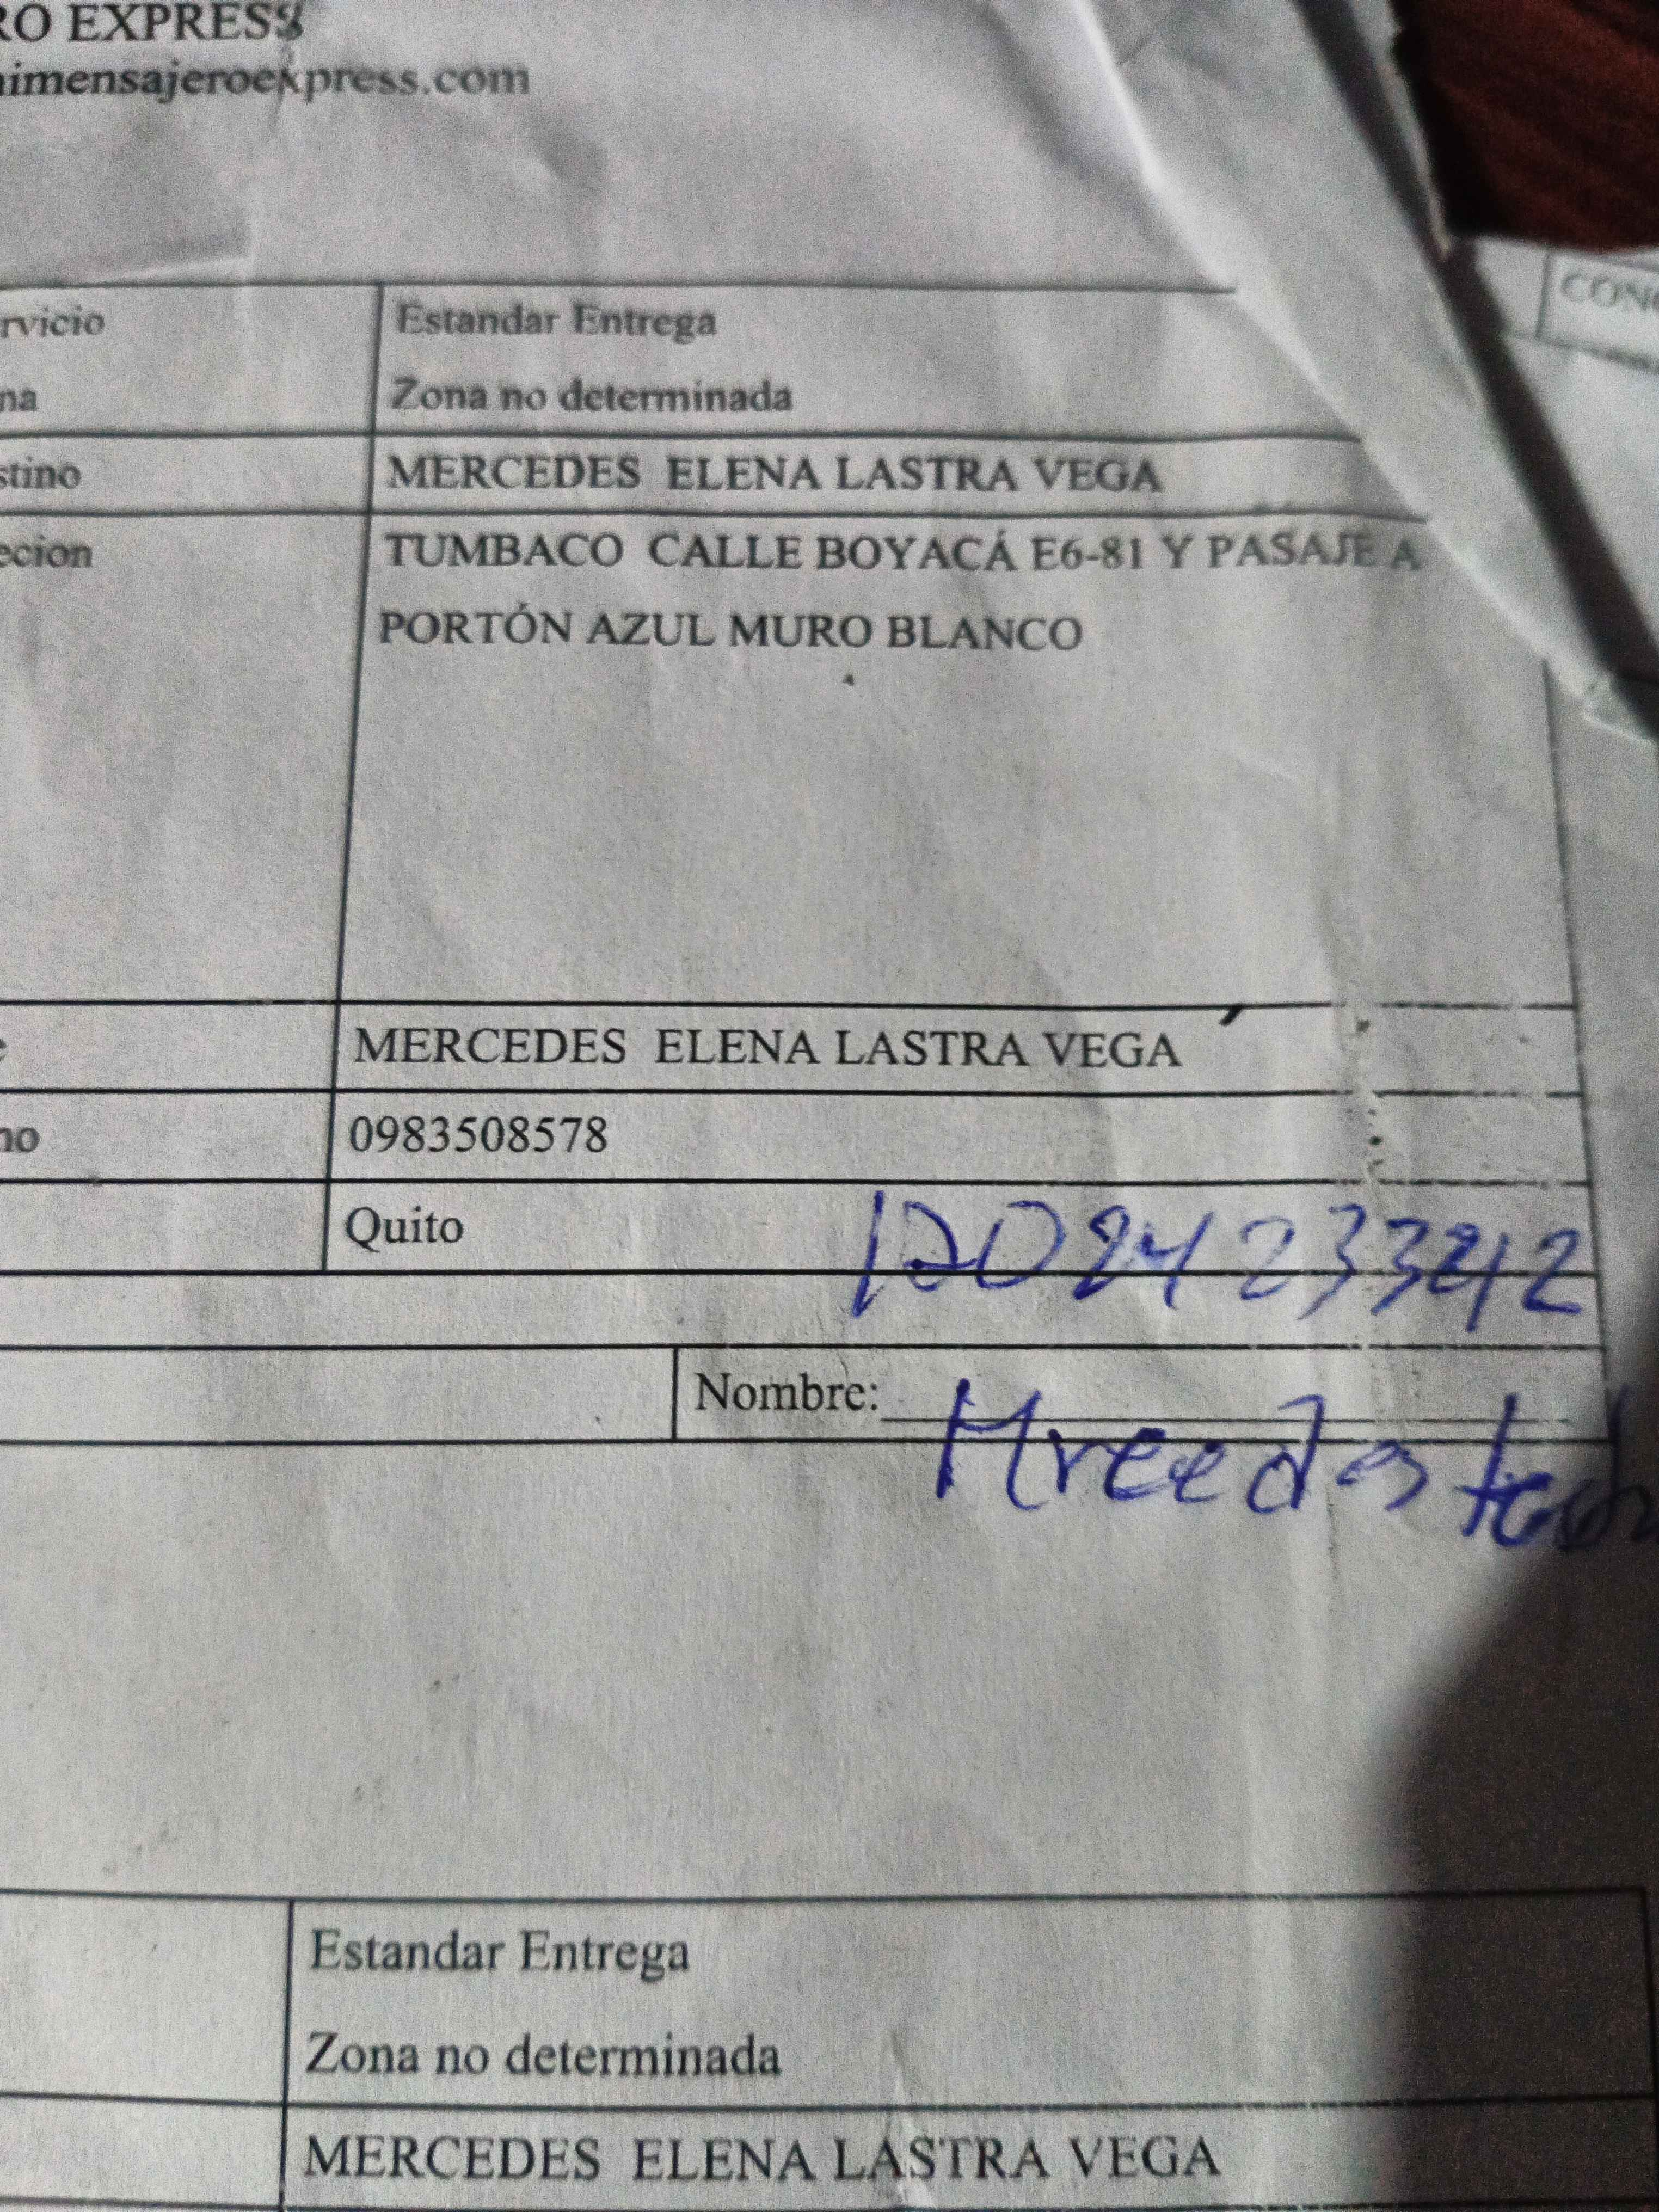 RO EXPRESS
nimensajeroexpress.com
CONC
rvicio Estandar Entrega
na Zona no determinada
stino MERCEDES ELENA LASTRA VEGA
ecion TUMBACO CALLE BOYACÁ E6-81 Y PASAJE A
PORTÓN AZUL MURO BLANCO
e MERCEDES ELENA LASTRA VEGA
no 0983508578
Quito
Nombre:
Estandar Entrega
Zona no determinada
MERCEDES ELENA LASTRA VEGA